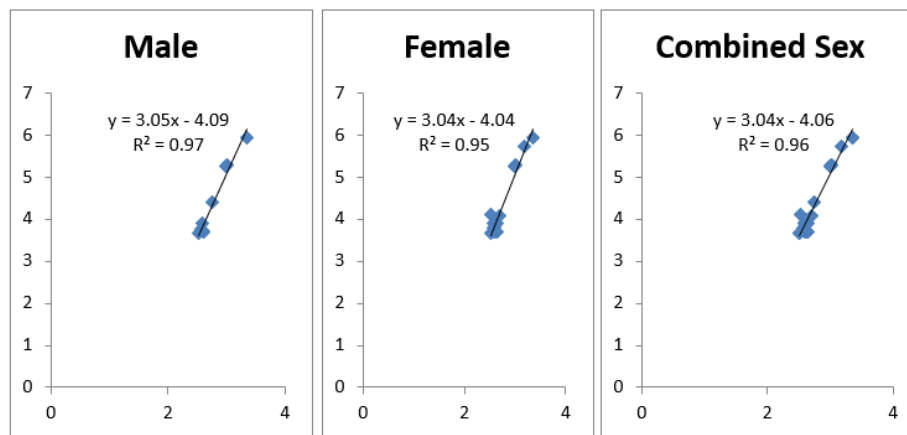 Male
y = 3.05x - 4.09
R² = 0.97
7
6
5
4
3
2
1
0
0 2 4
Female
y = 3.04x - 4.04
R² = 0.95
7
6
5
4
3
2
1
0
0 2 4
Combined Sex
y = 3.04x - 4.06
R² = 0.96
7
6
5
4
3
2
1
0
0 2 4